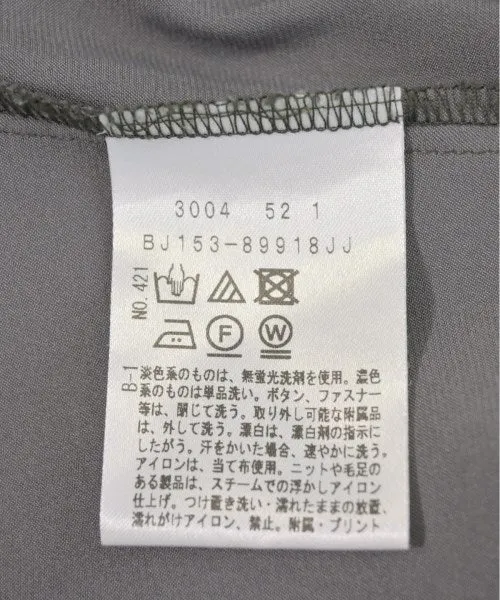 3004 52 1
BJ153-89918JJ
NO.421
F
W
B-1
淡色系のものは、無蛍光洗剤を使用。濃色
系のものは単品洗い。ボタン、ファスナー
等は、閉じて洗う。取り外し可能な附属品
は、外して洗う。漂白は、漂白剤の指示に
したがう。汗をかいた場合、速やかに洗う。
アイロンは、当て布使用。ニットや毛足の
ある製品は、スチームでの浮かしアイロン
仕上げ。つけ置き洗い・濡れたままの放置、
濡れがけアイロン、禁止。附属・プリント